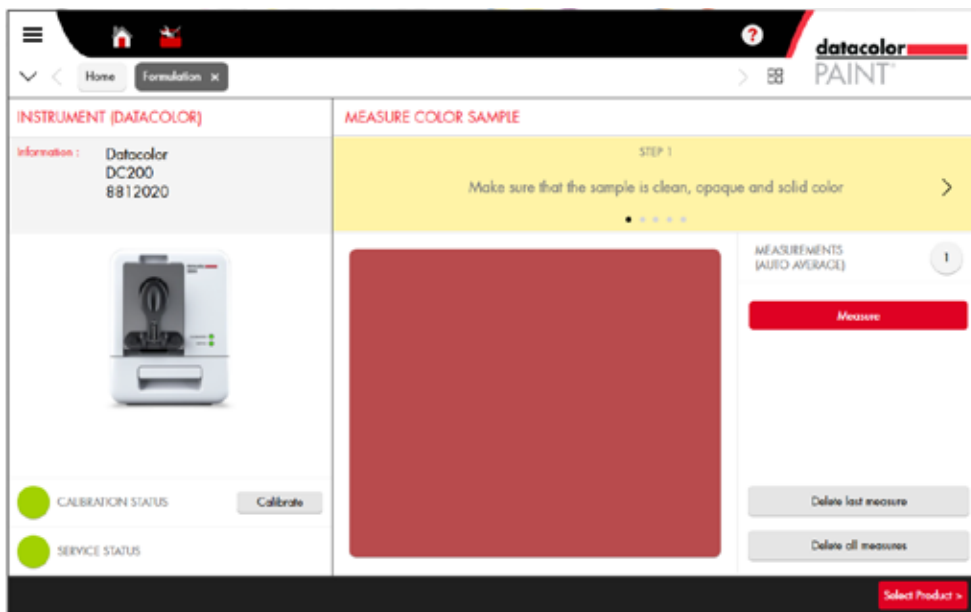 ?
datacolor
PAINT
Home
Formulation ×
INSTRUMENT (DATACOLOR)
Information :
Datacolor
DC200
8812020
CALIBRATION STATUS
Calibrate
SERVICE STATUS
MEASURE COLOR SAMPLE
STEP 1
Make sure that the sample is clean, opaque and solid color
MEASUREMENTS
(AUTO AVERAGE)
1
Measure
Delete last measure
Delete all measures
Select Product >